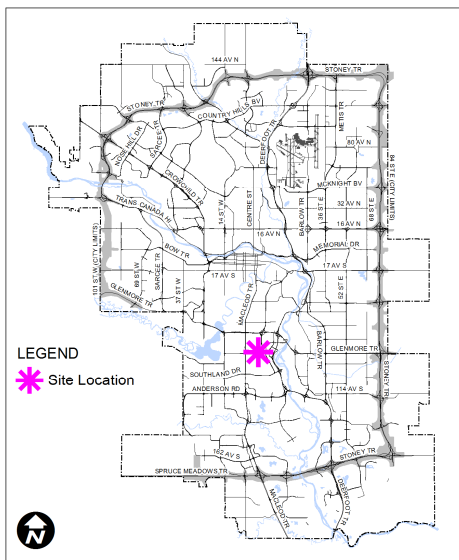 144 AV N
STONEY TR
STONEY TR
COUNTRY HILLS BV
DEERFOOT TR
METIS TR
NOSE HILL DR
SARCEE TR
80 AV N
84 ST E (CITY LIMITS)
CROWCHILD TR
MCKNIGHT BV
TRANS CANADA HI
14 ST W
CENTRE ST
BARLOW TR
36 ST E
32 AV N
68 ST E
16 AV N
16 AV N
101 ST W (CITY LIMITS)
BOW TR
MEMORIAL DR
69 ST W
SARCEE TR
37 ST W
17 AV S
17 AV S
MACLEOD TR
52 ST E
GLENMORE TR
BARLOW TR
GLENMORE TR
LEGEND
Site Location
SOUTHLAND DR
ANDERSON RD
114 AV S
STONEY TR
162 AV S
STONEY TR
SPRUCE MEADOWS TR
MACLEOD TR
DEERFOOT TR
N